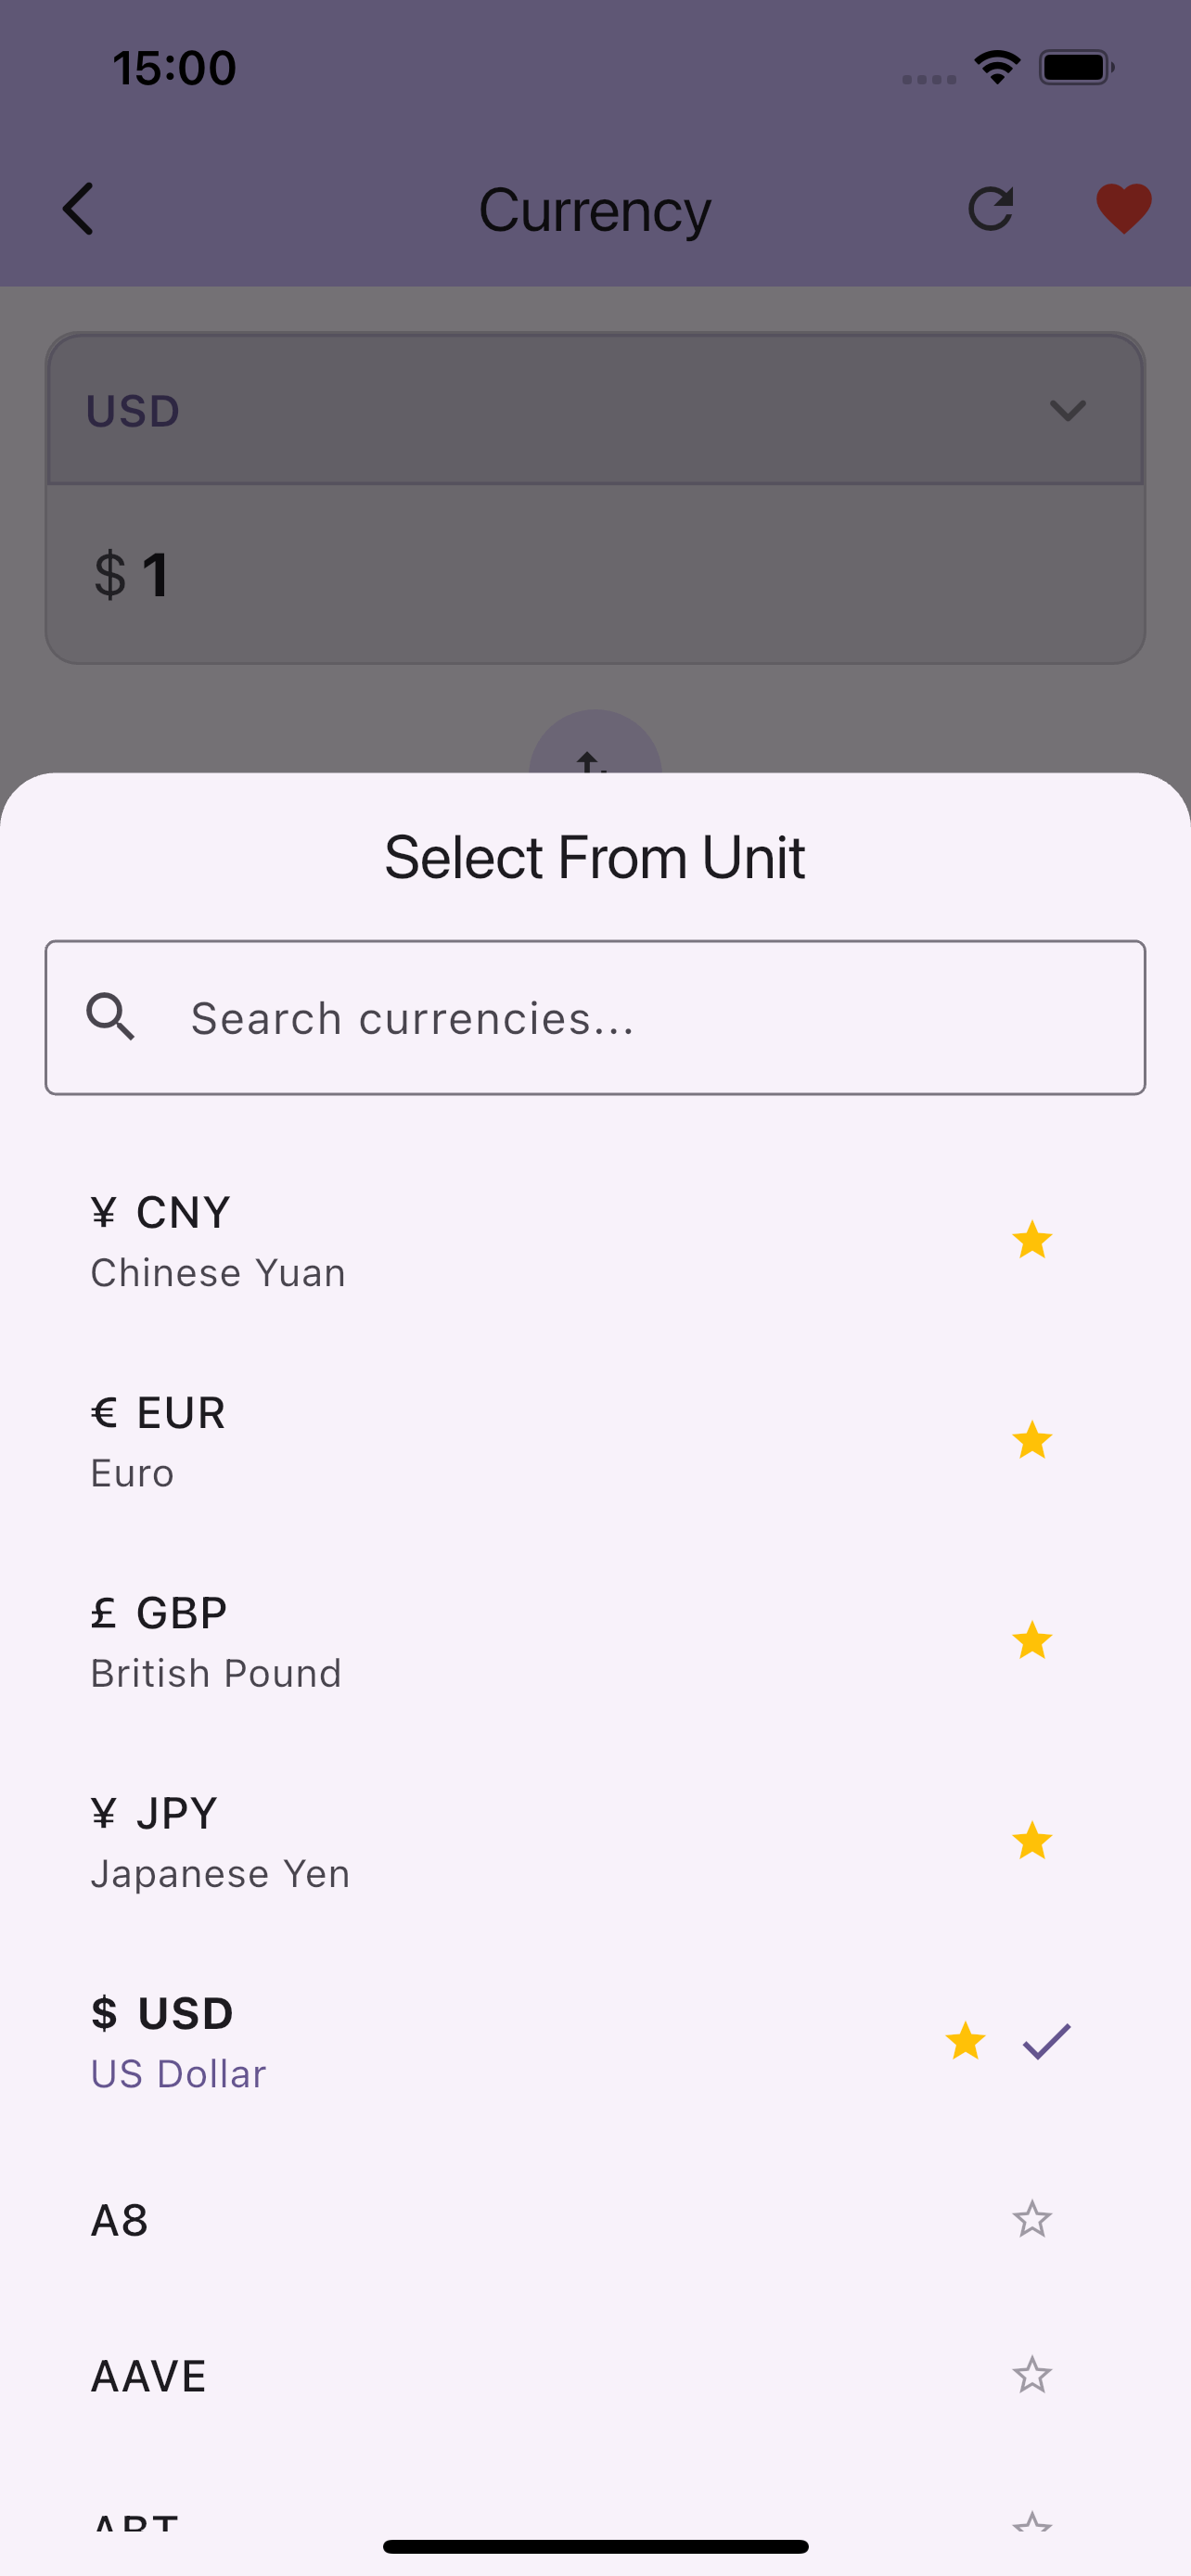 15:00
Currency
USD
$ 1
Select From Unit
Search currencies...
¥ CNY
Chinese Yuan
€ EUR
Euro
£ GBP
British Pound
¥ JPY
Japanese Yen
$ USD
US Dollar
A8
AAVE